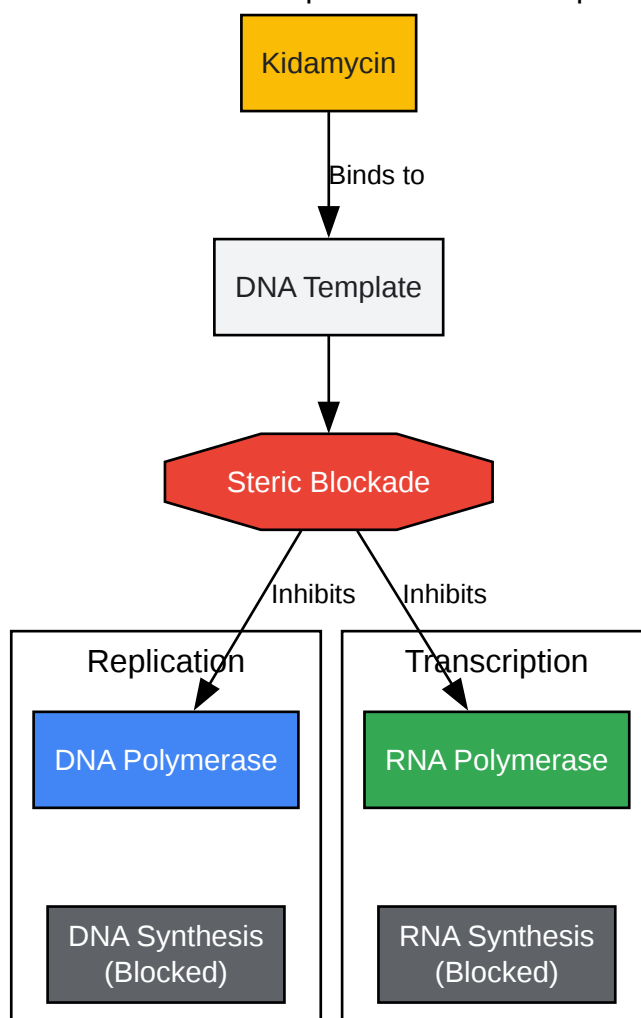 Kidamycin
Binds to
DNA Template
Steric Blockade
Inhibits
Inhibits
Replication
Transcription
DNA Polymerase
RNA Polymerase
DNA Synthesis
(Blocked)
RNA Synthesis
(Blocked)